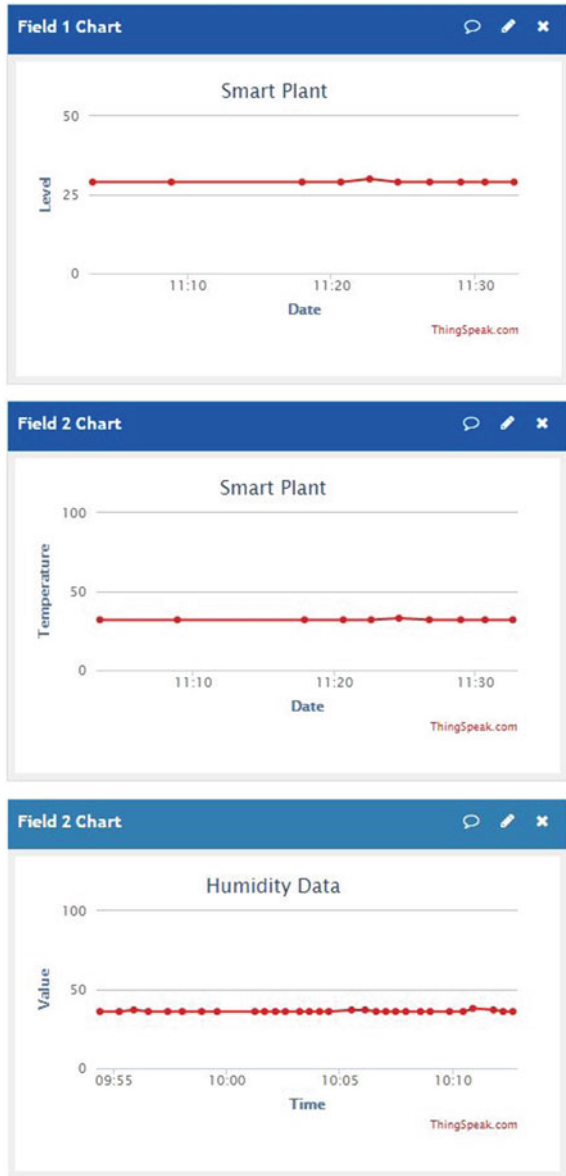 Field 1 Chart
Smart Plant
50
25
0
Level
11:10 11:20 11:30
Date
ThingSpeak.com
Field 2 Chart
Smart Plant
100
50
0
Temperature
11:10 11:20 11:30
Date
ThingSpeak.com
Field 2 Chart
Humidity Data
100
50
0
Value
09:55 10:00 10:05 10:10
Time
ThingSpeak.com